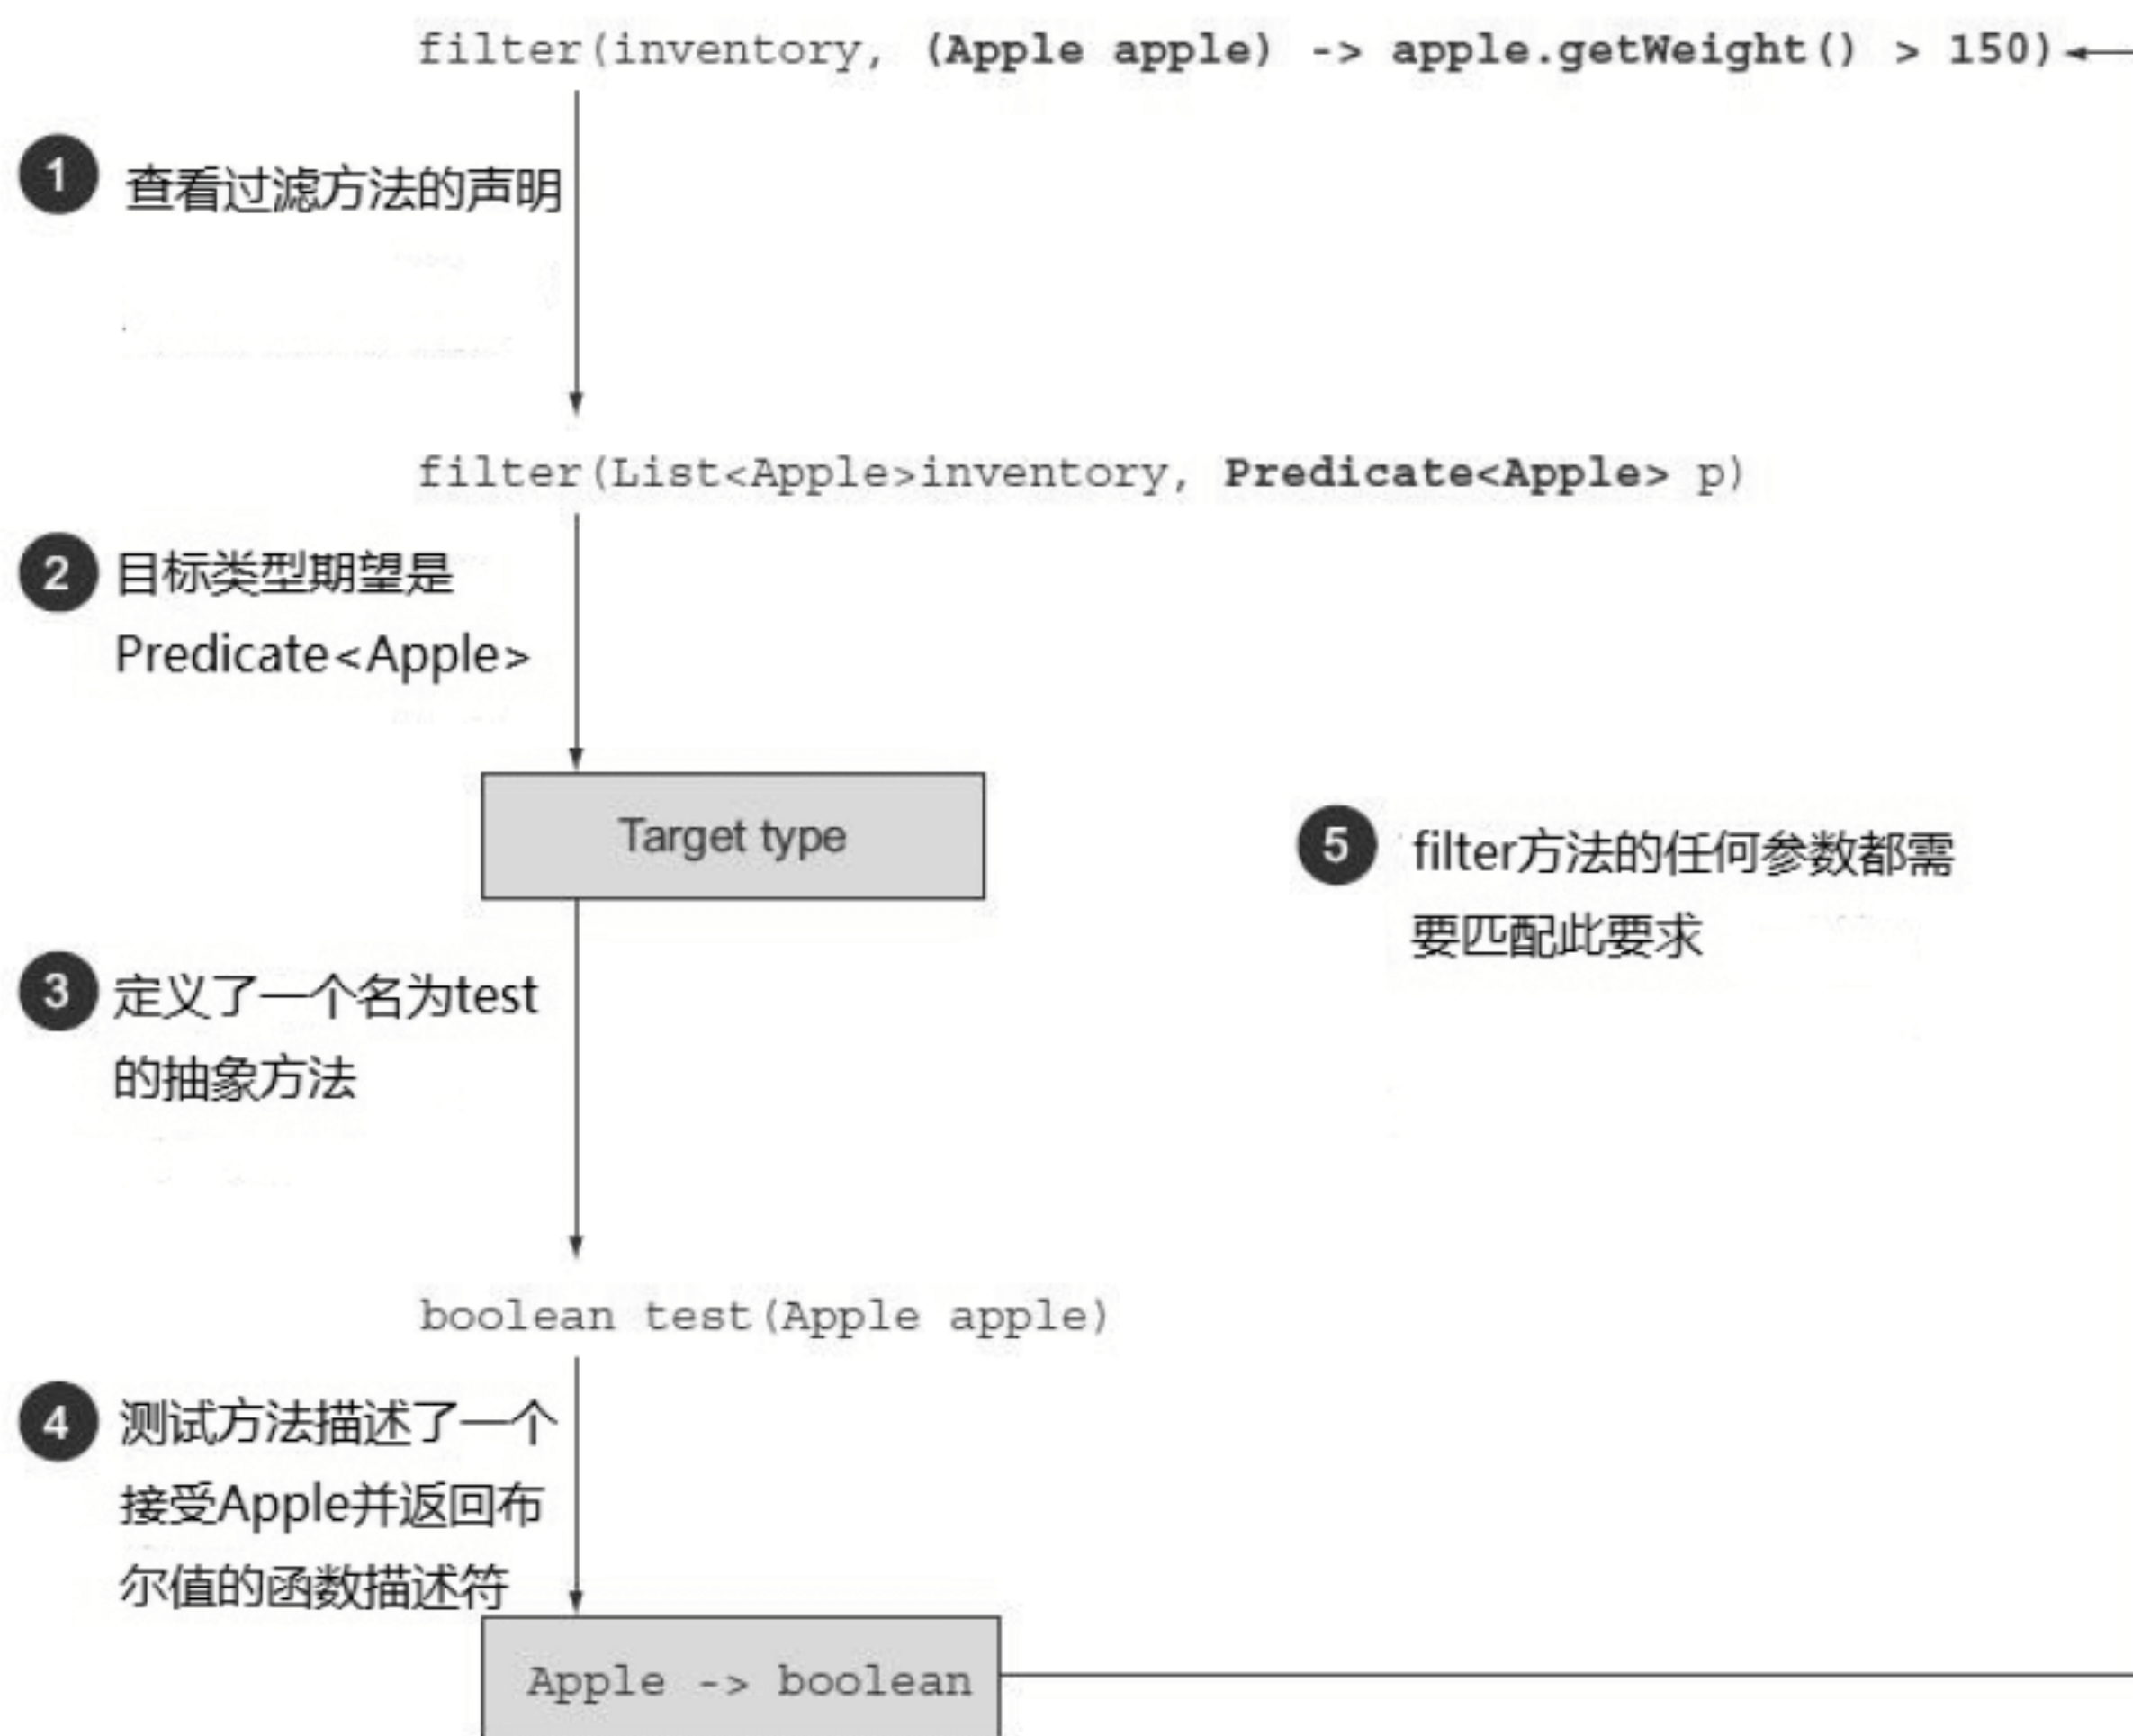 filter(inventory, (Apple apple) -> apple.getWeight() > 150)
1 查看过滤方法的声明
filter(List<Apple>inventory, Predicate<Apple> p)
2 目标类型期望是
Predicate<Apple>
Target type
5 filter方法的任何参数都需
要匹配此要求
3 定义了一个名为test
的抽象方法
boolean test(Apple apple)
4 测试方法描述了一个
接受Apple并返回布
尔值的函数描述符
Apple -> boolean